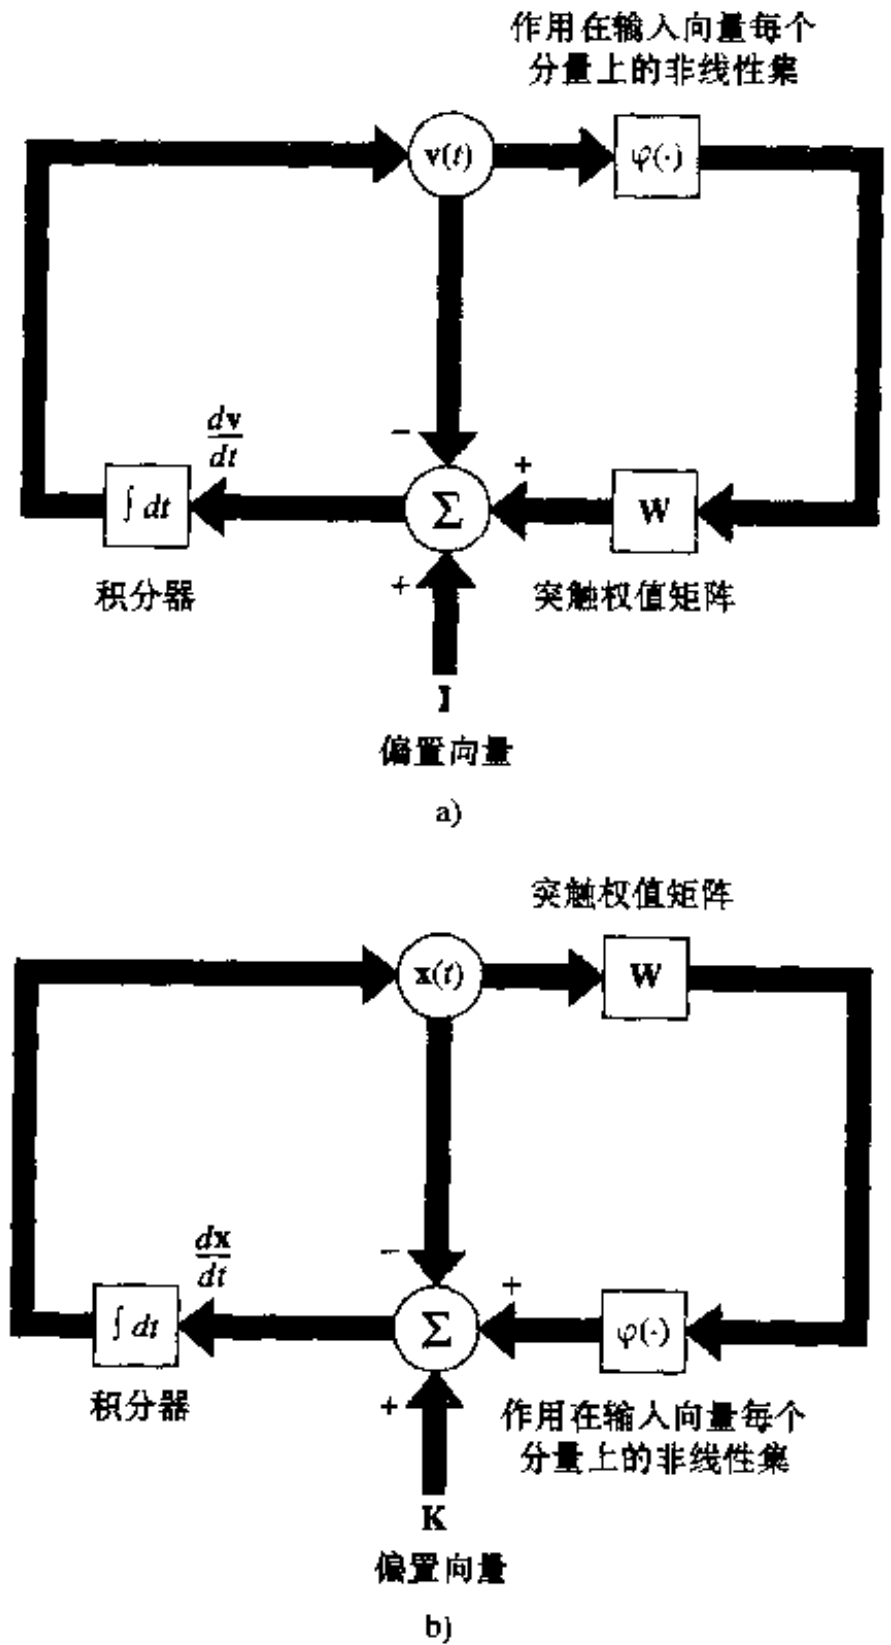 作用在输入向量每个
分量上的非线性集
v(t)
φ(·)
dv
dt
−
+
∫ dt
Σ
W
积分器
+
突触权值矩阵
I
偏置向量
a)
突触权值矩阵
x(t)
W
dx
dt
−
+
∫ dt
Σ
φ(·)
积分器
+
作用在输入向量每个
分量上的非线性集
K
偏置向量
b)